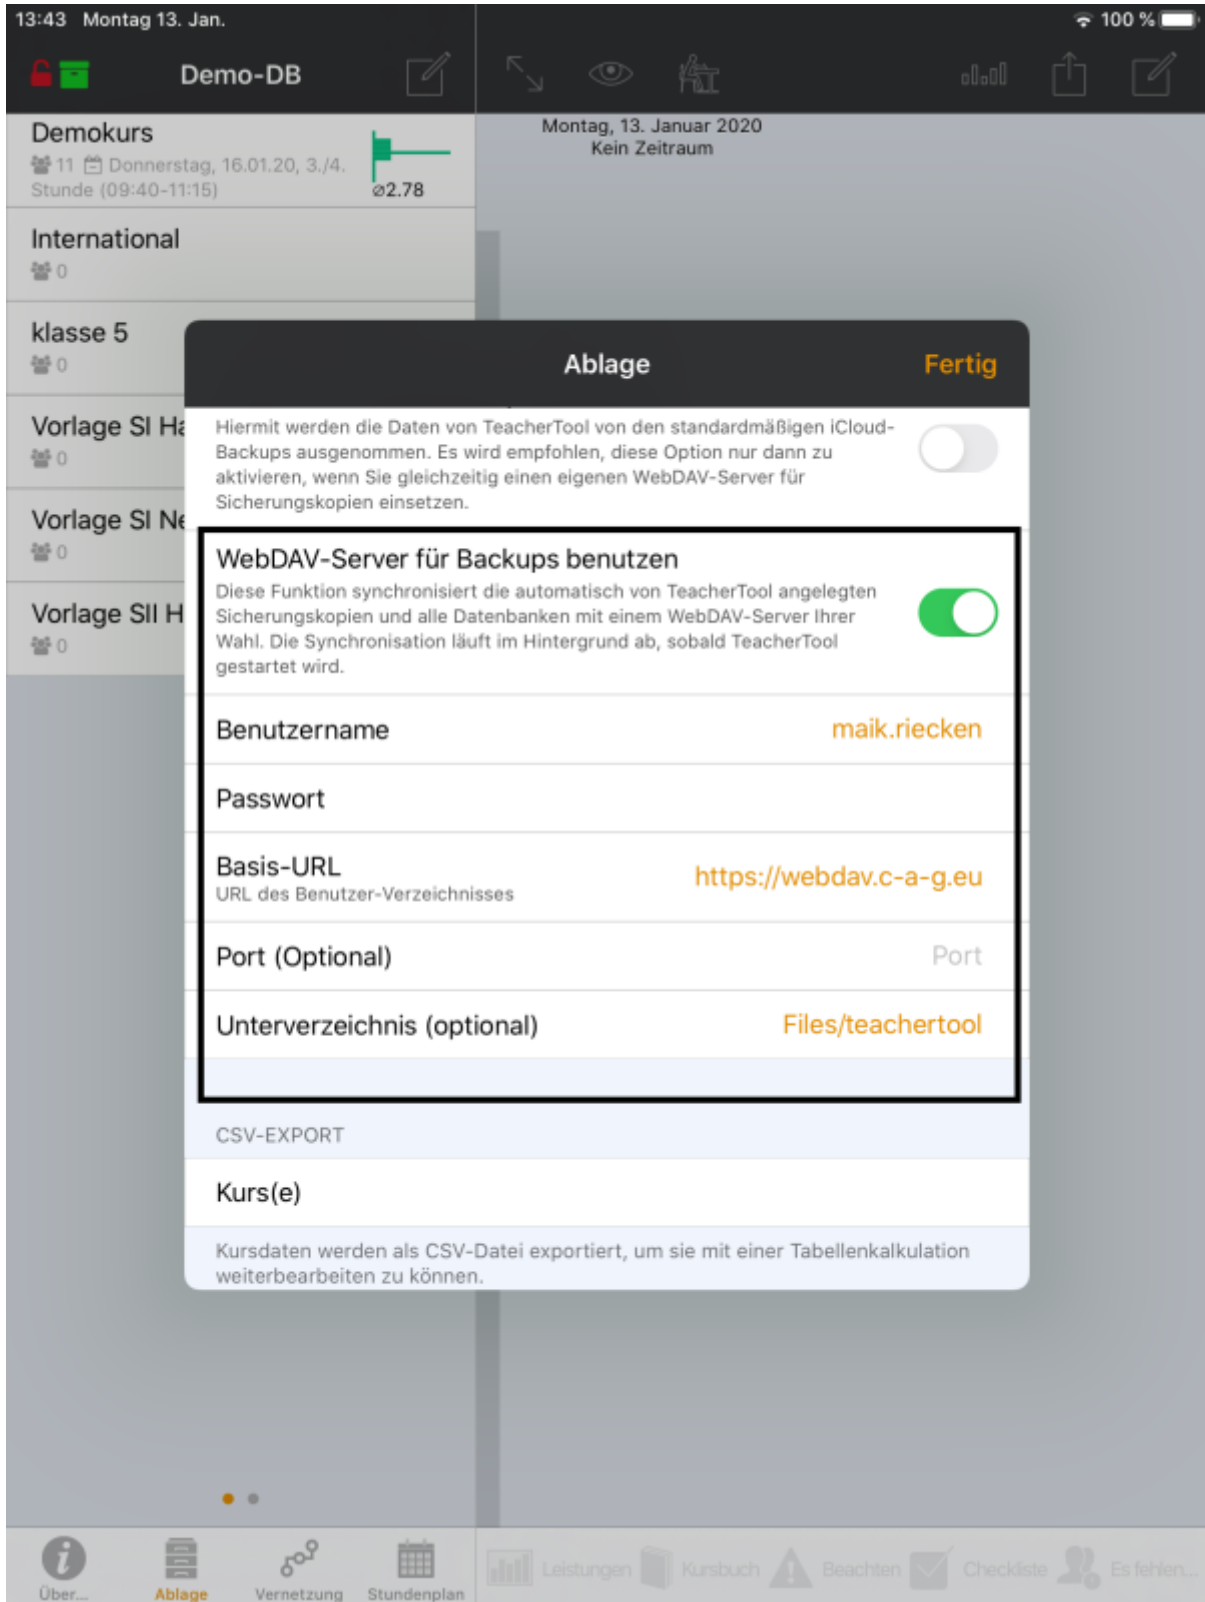 13:43 Montag 13. Jan.
100 %
Demo-DB
Demokurs
11 Donnerstag, 16.01.20, 3./4.
Stunde (09:40-11:15)
⌀2.78
International
0
klasse 5
0
Vorlage SI Ha
0
Vorlage SI Ne
0
Vorlage SII H
0
Montag, 13. Januar 2020
Kein Zeitraum
Ablage
Fertig
Hiermit werden die Daten von TeacherTool von den standardmäßigen iCloud-
Backups ausgenommen. Es wird empfohlen, diese Option nur dann zu
aktivieren, wenn Sie gleichzeitig einen eigenen WebDAV-Server für
Sicherungskopien einsetzen.
WebDAV-Server für Backups benutzen
Diese Funktion synchronisiert die automatisch von TeacherTool angelegten
Sicherungskopien und alle Datenbanken mit einem WebDAV-Server Ihrer
Wahl. Die Synchronisation läuft im Hintergrund ab, sobald TeacherTool
gestartet wird.
Benutzername
maik.riecken
Passwort
Basis-URL
URL des Benutzer-Verzeichnisses
https://webdav.c-a-g.eu
Port (Optional)
Port
Unterverzeichnis (optional)
Files/teachertool
CSV-EXPORT
Kurs(e)
Kursdaten werden als CSV-Datei exportiert, um sie mit einer Tabellenkalkulation
weiterbearbeiten zu können.
Über...
Ablage
Vernetzung
Stundenplan
Leistungen
Kursbuch
Beachten
Checkliste
Es fehlen...